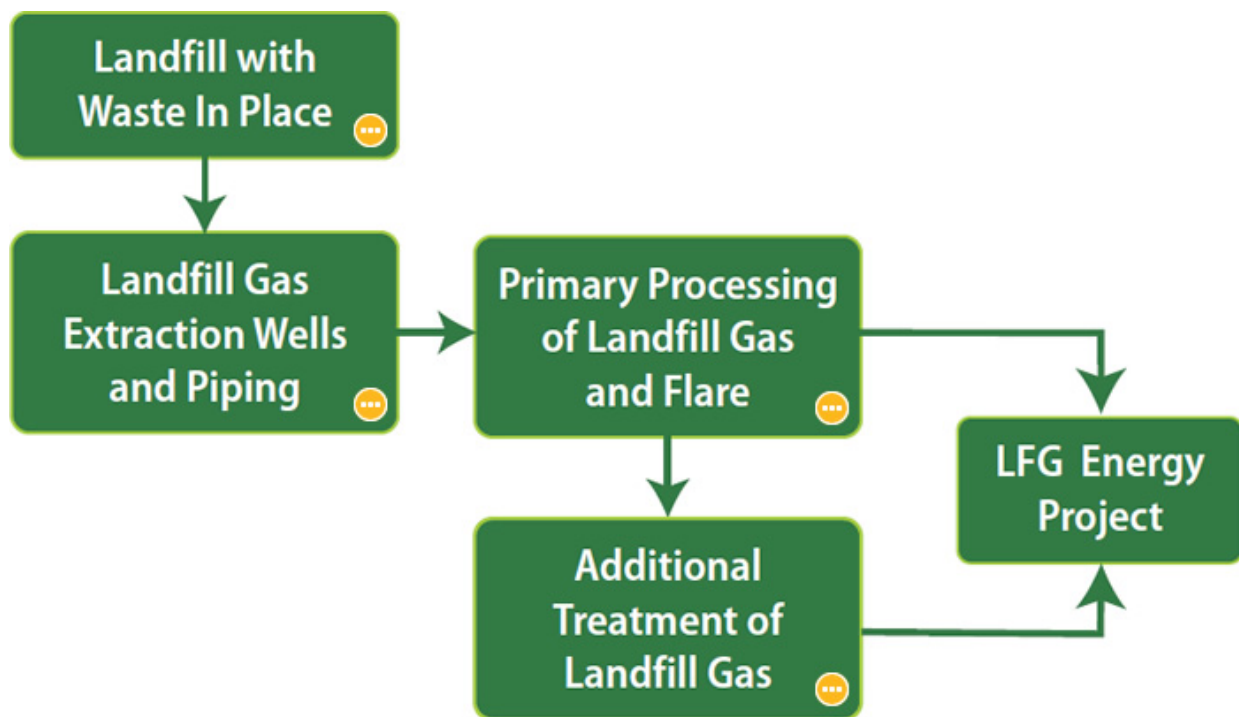 Landfill with
Waste In Place
Landfill Gas
Extraction Wells
and Piping
Primary Processing
of Landfill Gas
and Flare
Additional
Treatment of
Landfill Gas
LFG Energy
Project